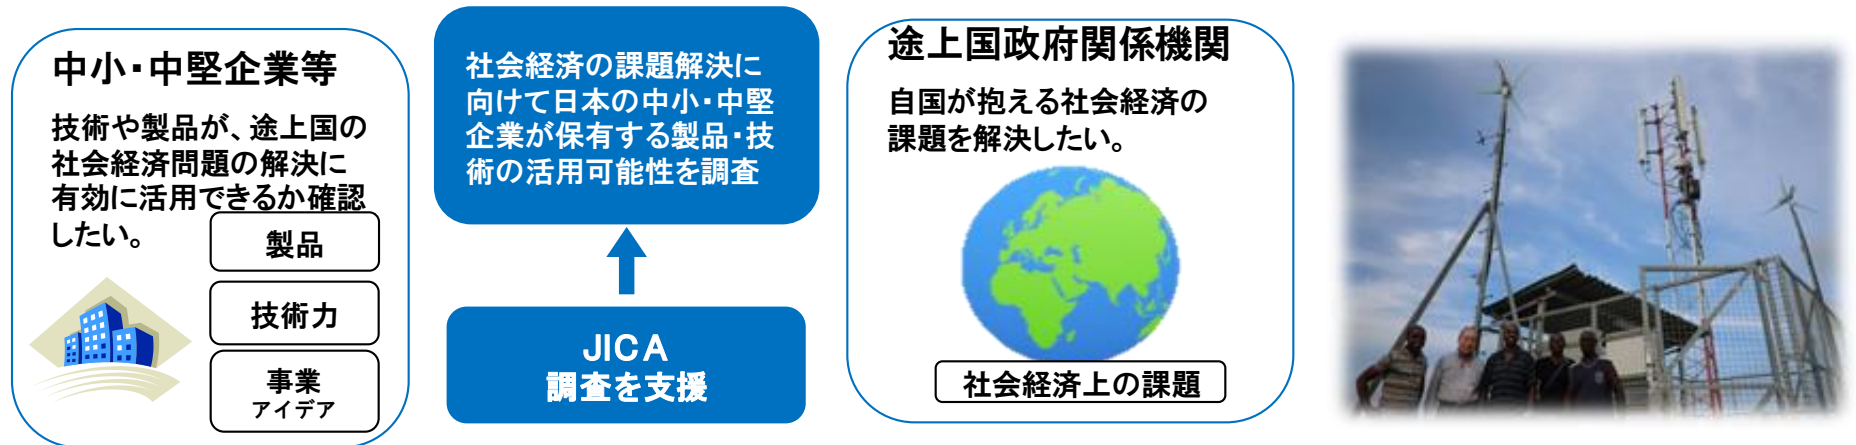 中小・中堅企業等
技術や製品が、途上国の
社会経済問題の解決に
有効に活用できるか確認
したい。
製品
技術力
事業
アイデア
社会経済の課題解決に
向けて日本の中小・中堅
企業が保有する製品・技
術の活用可能性を調査
JICA
調査を支援
途上国政府関係機関
自国が抱える社会経済の
課題を解決したい。
社会経済上の課題